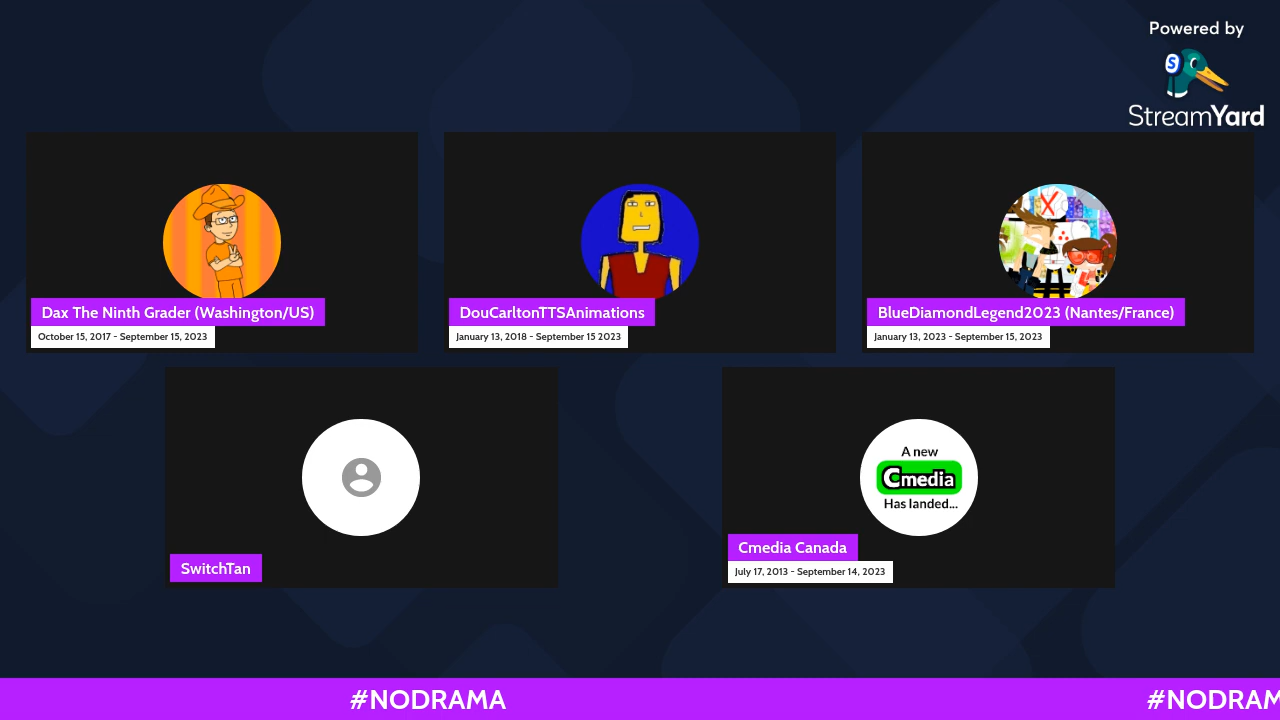 Powered by
S
StreamYard
X
Dax The Ninth Grader (Washington/US)
October 15, 2017 - September 15, 2023
DouCarltonTTSAnimations
January 13, 2018 - September 15 2023
BlueDiamondLegend2023 (Nantes/France)
January 13, 2023 - September 15, 2023
SwitchTan
A new
Cmedia
Has landed...
Cmedia Canada
July 17, 2013 - September 14, 2023
#NODRAMA #NODRAM